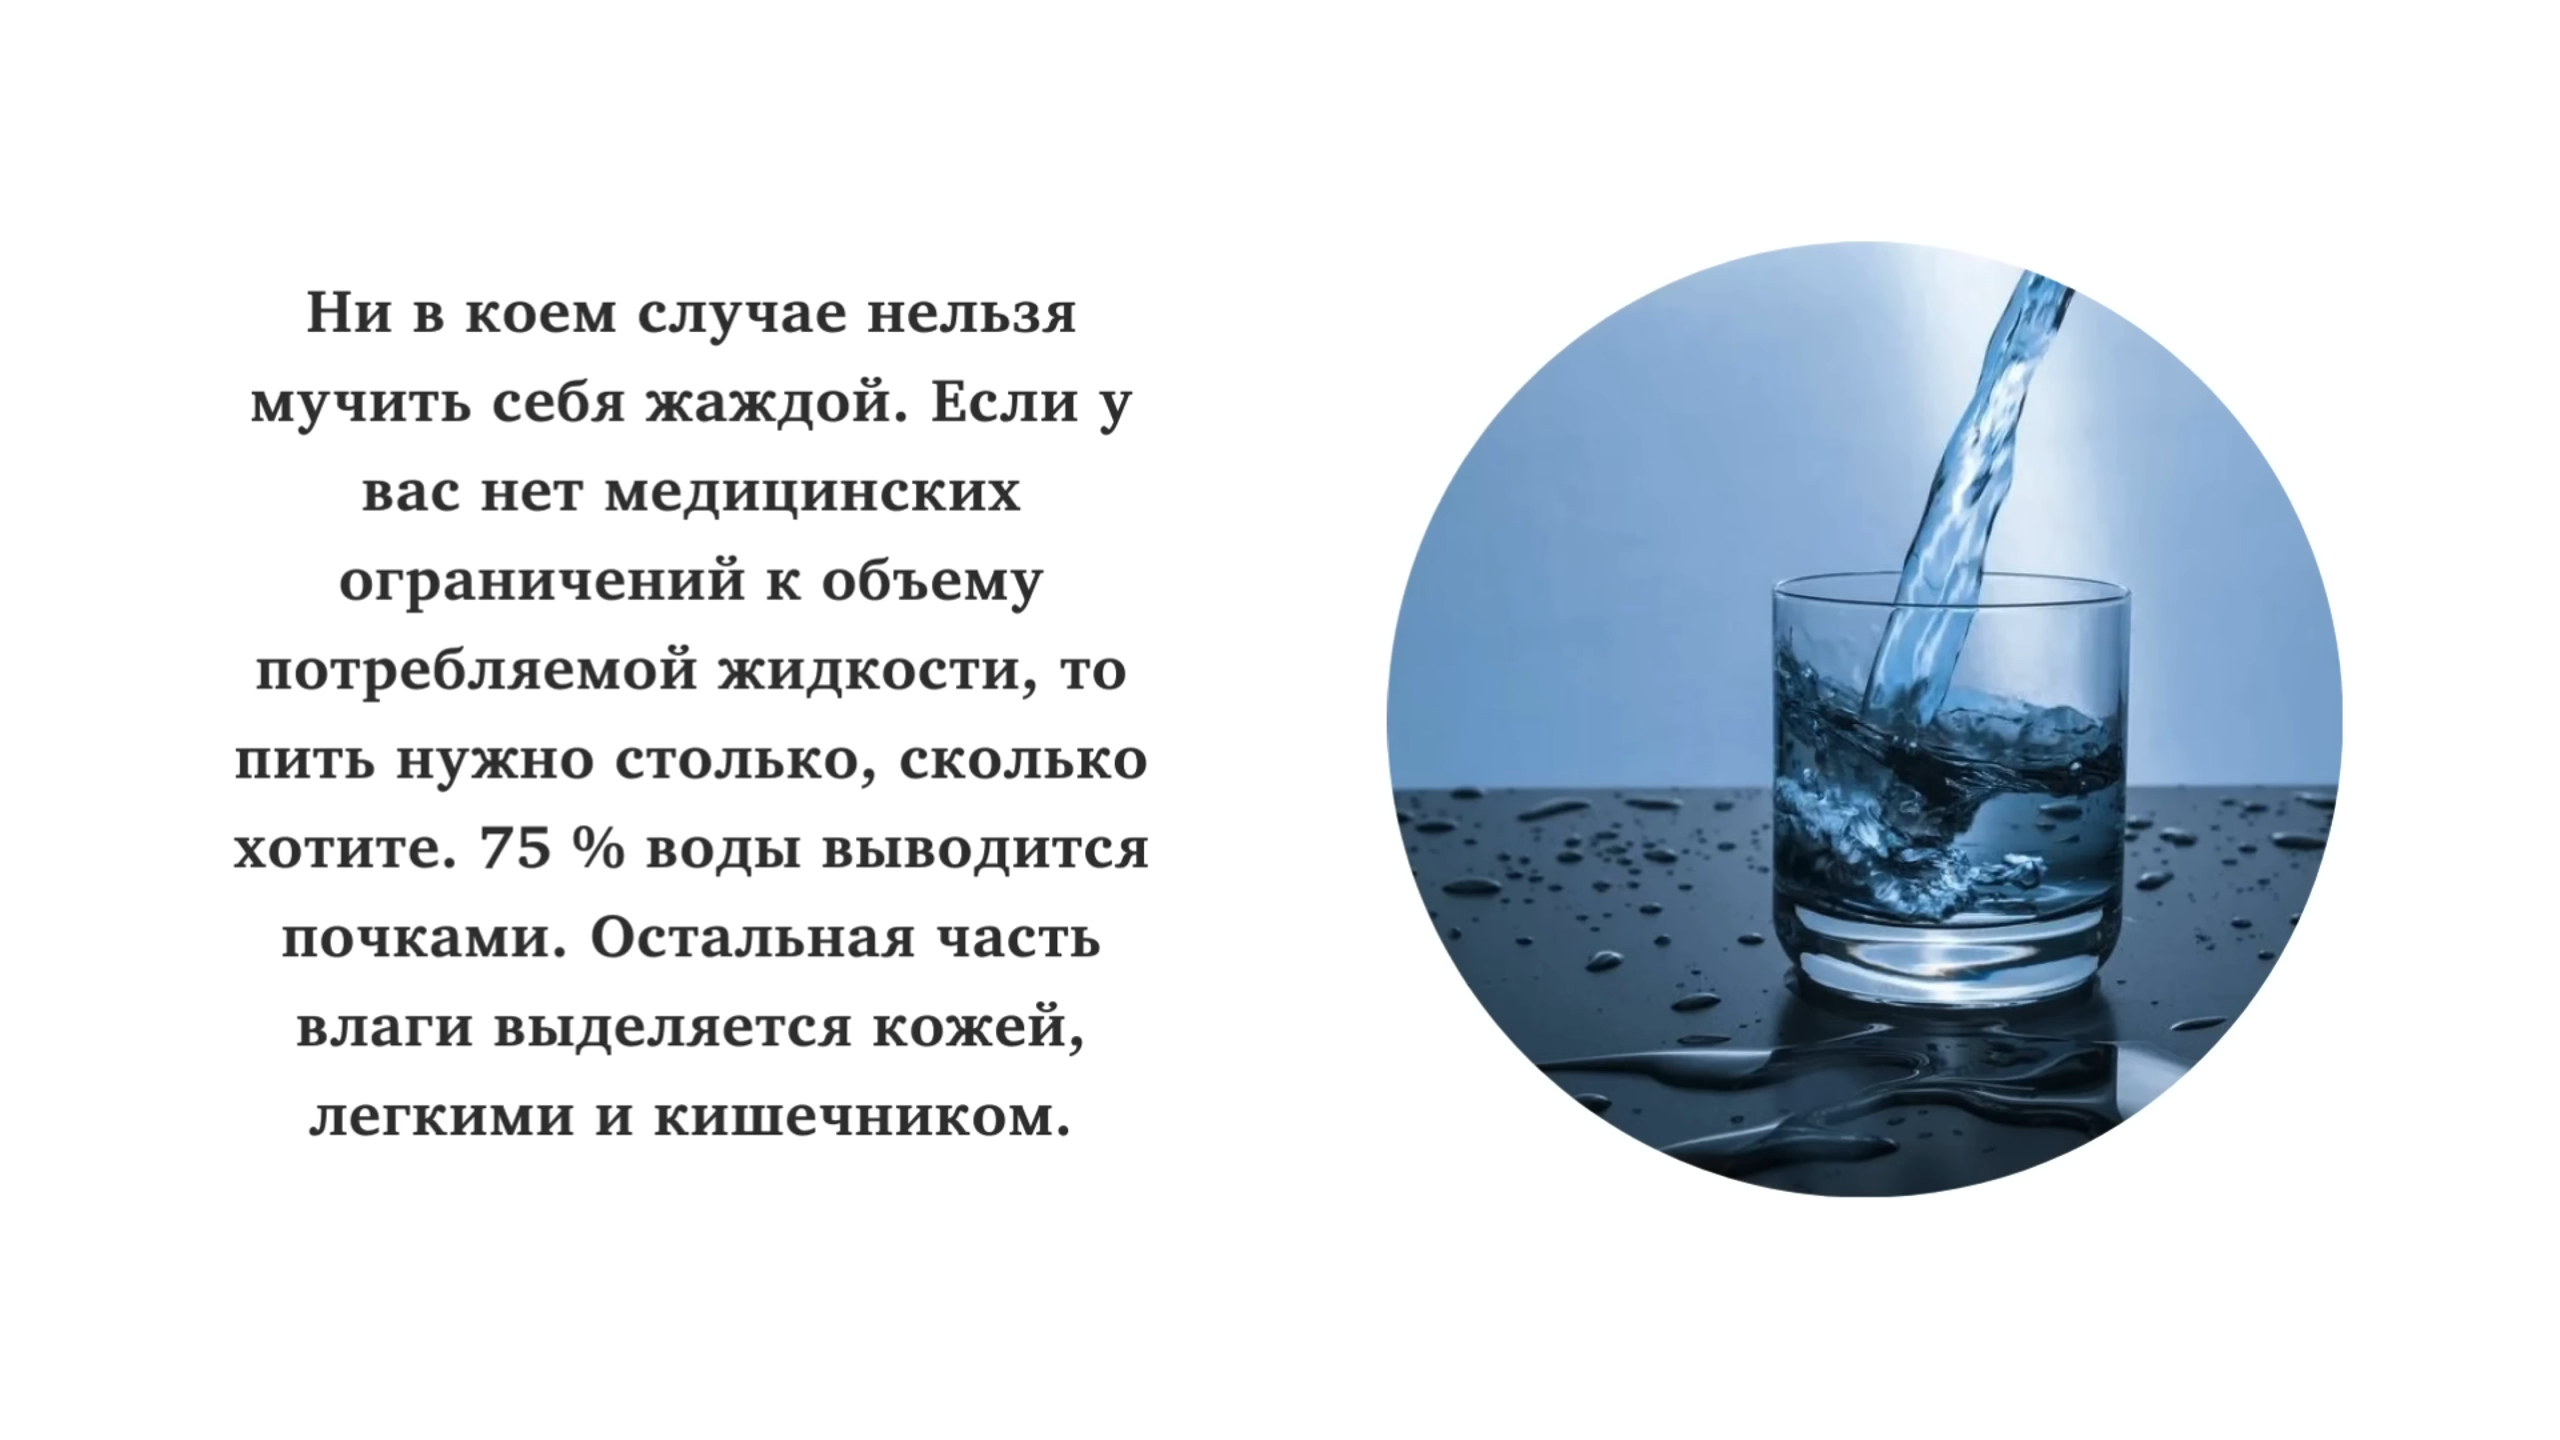 Ни в коем случае нельзя
мучить себя жаждой. Если у
вас нет медицинских
ограничений к объему
потребляемой жидкости, то
пить нужно столько, сколько
хотите. 75 % воды выводится
почками. Остальная часть
влаги выделяется кожей,
легкими и кишечником.